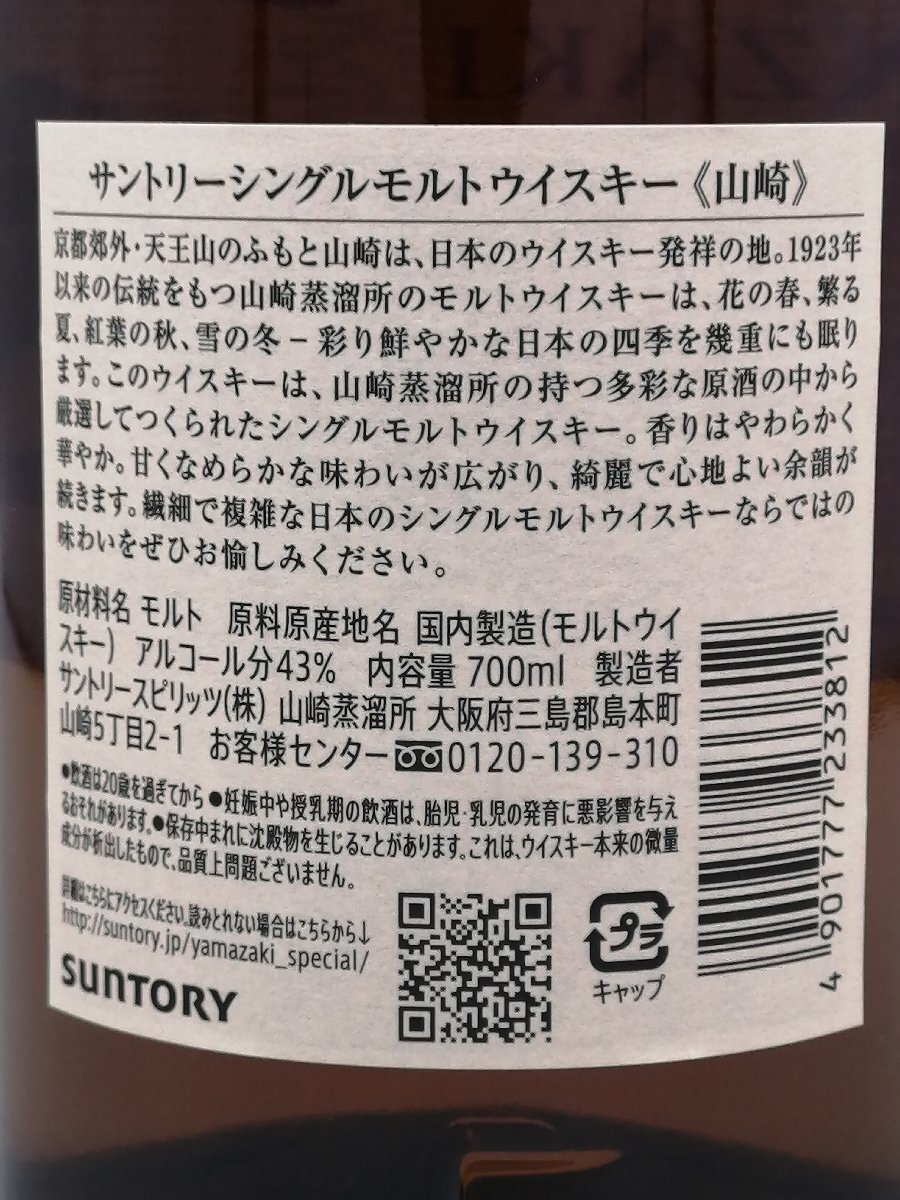 サントリーシングルモルトウイスキー《山崎》
京都郊外・天王山のふもと山崎は、日本のウイスキー発祥の地。1923年
以来の伝統をもつ山崎蒸溜所のモルトウイスキーは、花の春、繁る
夏、紅葉の秋、雪の冬－彩り鮮やかな日本の四季を幾重にも眠り
ます。このウイスキーは、山崎蒸溜所の持つ多彩な原酒の中から
厳選してつくられたシングルモルトウイスキー。香りはやわらかく
華やか。甘くなめらかな味わいが広がり、綺麗で心地よい余韻が
続きます。繊細で複雑な日本のシングルモルトウイスキーならではの
味わいをぜひお愉しみください。
原材料名 モルト 原料原産地名 国内製造(モルトウイ
スキー) アルコール分43% 内容量 700ml 製造者
サントリースピリッツ(株) 山崎蒸溜所 大阪府三島郡島本町
山崎5丁目2-1 お客様センター0120-139-310
●飲酒は20歳を過ぎてから ●妊娠中や授乳期の飲酒は、胎児・乳児の発育に悪影響を与え
るおそれがあります。●保存中まれに沈殿物を生じることがあります。これは、ウイスキー本来の微量
成分が析出したもので、品質上問題ございません。
詳細はこちらにアクセスください。読みとれない場合はこちらから↓
http://suntory.jp/yamazaki_special/
SUNTORY
プラ
キャップ
4 901777 233812